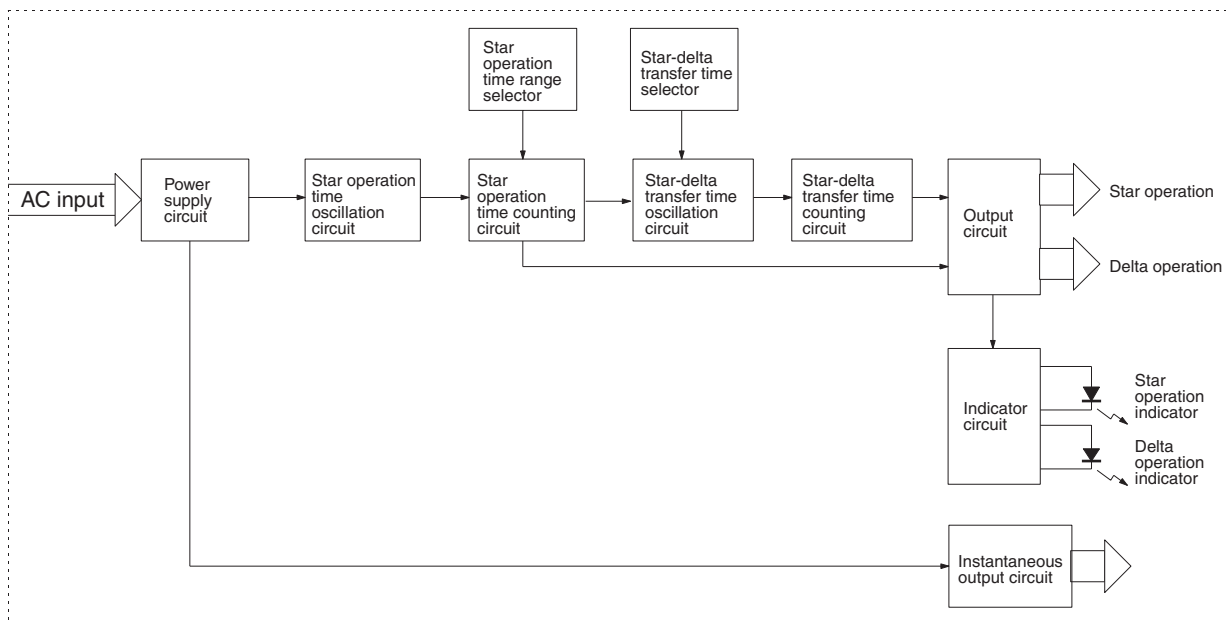 Star
operation
time range
selector
Star-delta
transfer time
selector
AC input
Power
supply
circuit
Star operation
time
oscillation
circuit
Star
operation
time counting
circuit
Star-delta
transfer time
oscillation circuit
Star-delta
transfer time
counting
circuit
Output
circuit
Star operation
Delta operation
Indicator
circuit
Star
operation
indicator
Delta
operation
indicator
Instantaneous
output circuit